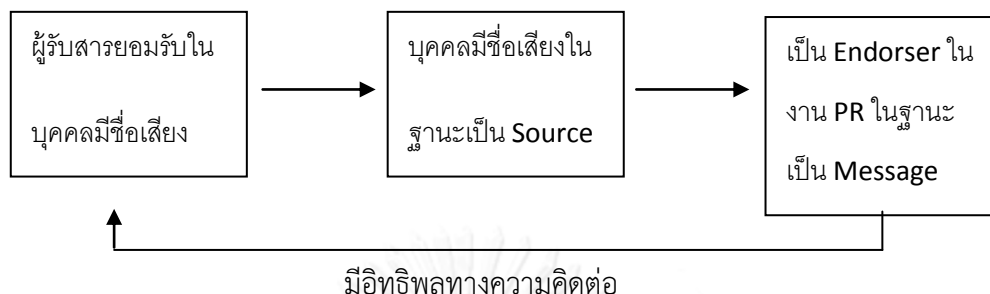 ผู้รับสารยอมรับใน
บุคคลมีชื่อเสียง
บุคคลมีชื่อเสียงใน
ฐานะเป็น Source
เป็น Endorser ใน
งาน PR ในฐานะ
เป็น Message
มีอิทธิพลทางความคิดต่อ